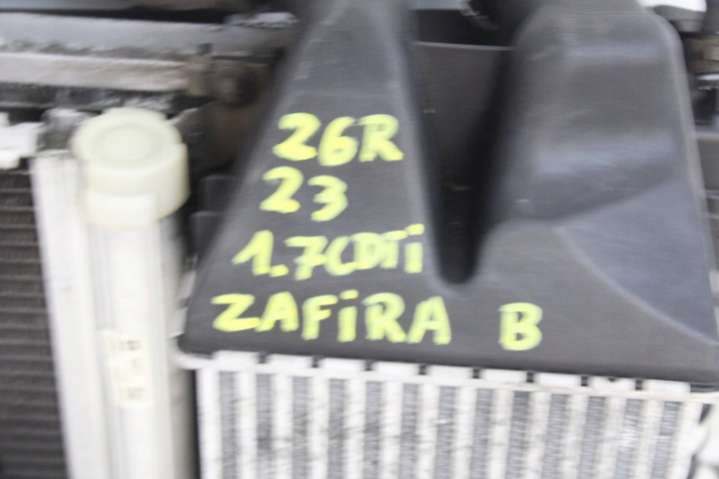 26R
23
1.7CDTi
ZAFiRA B